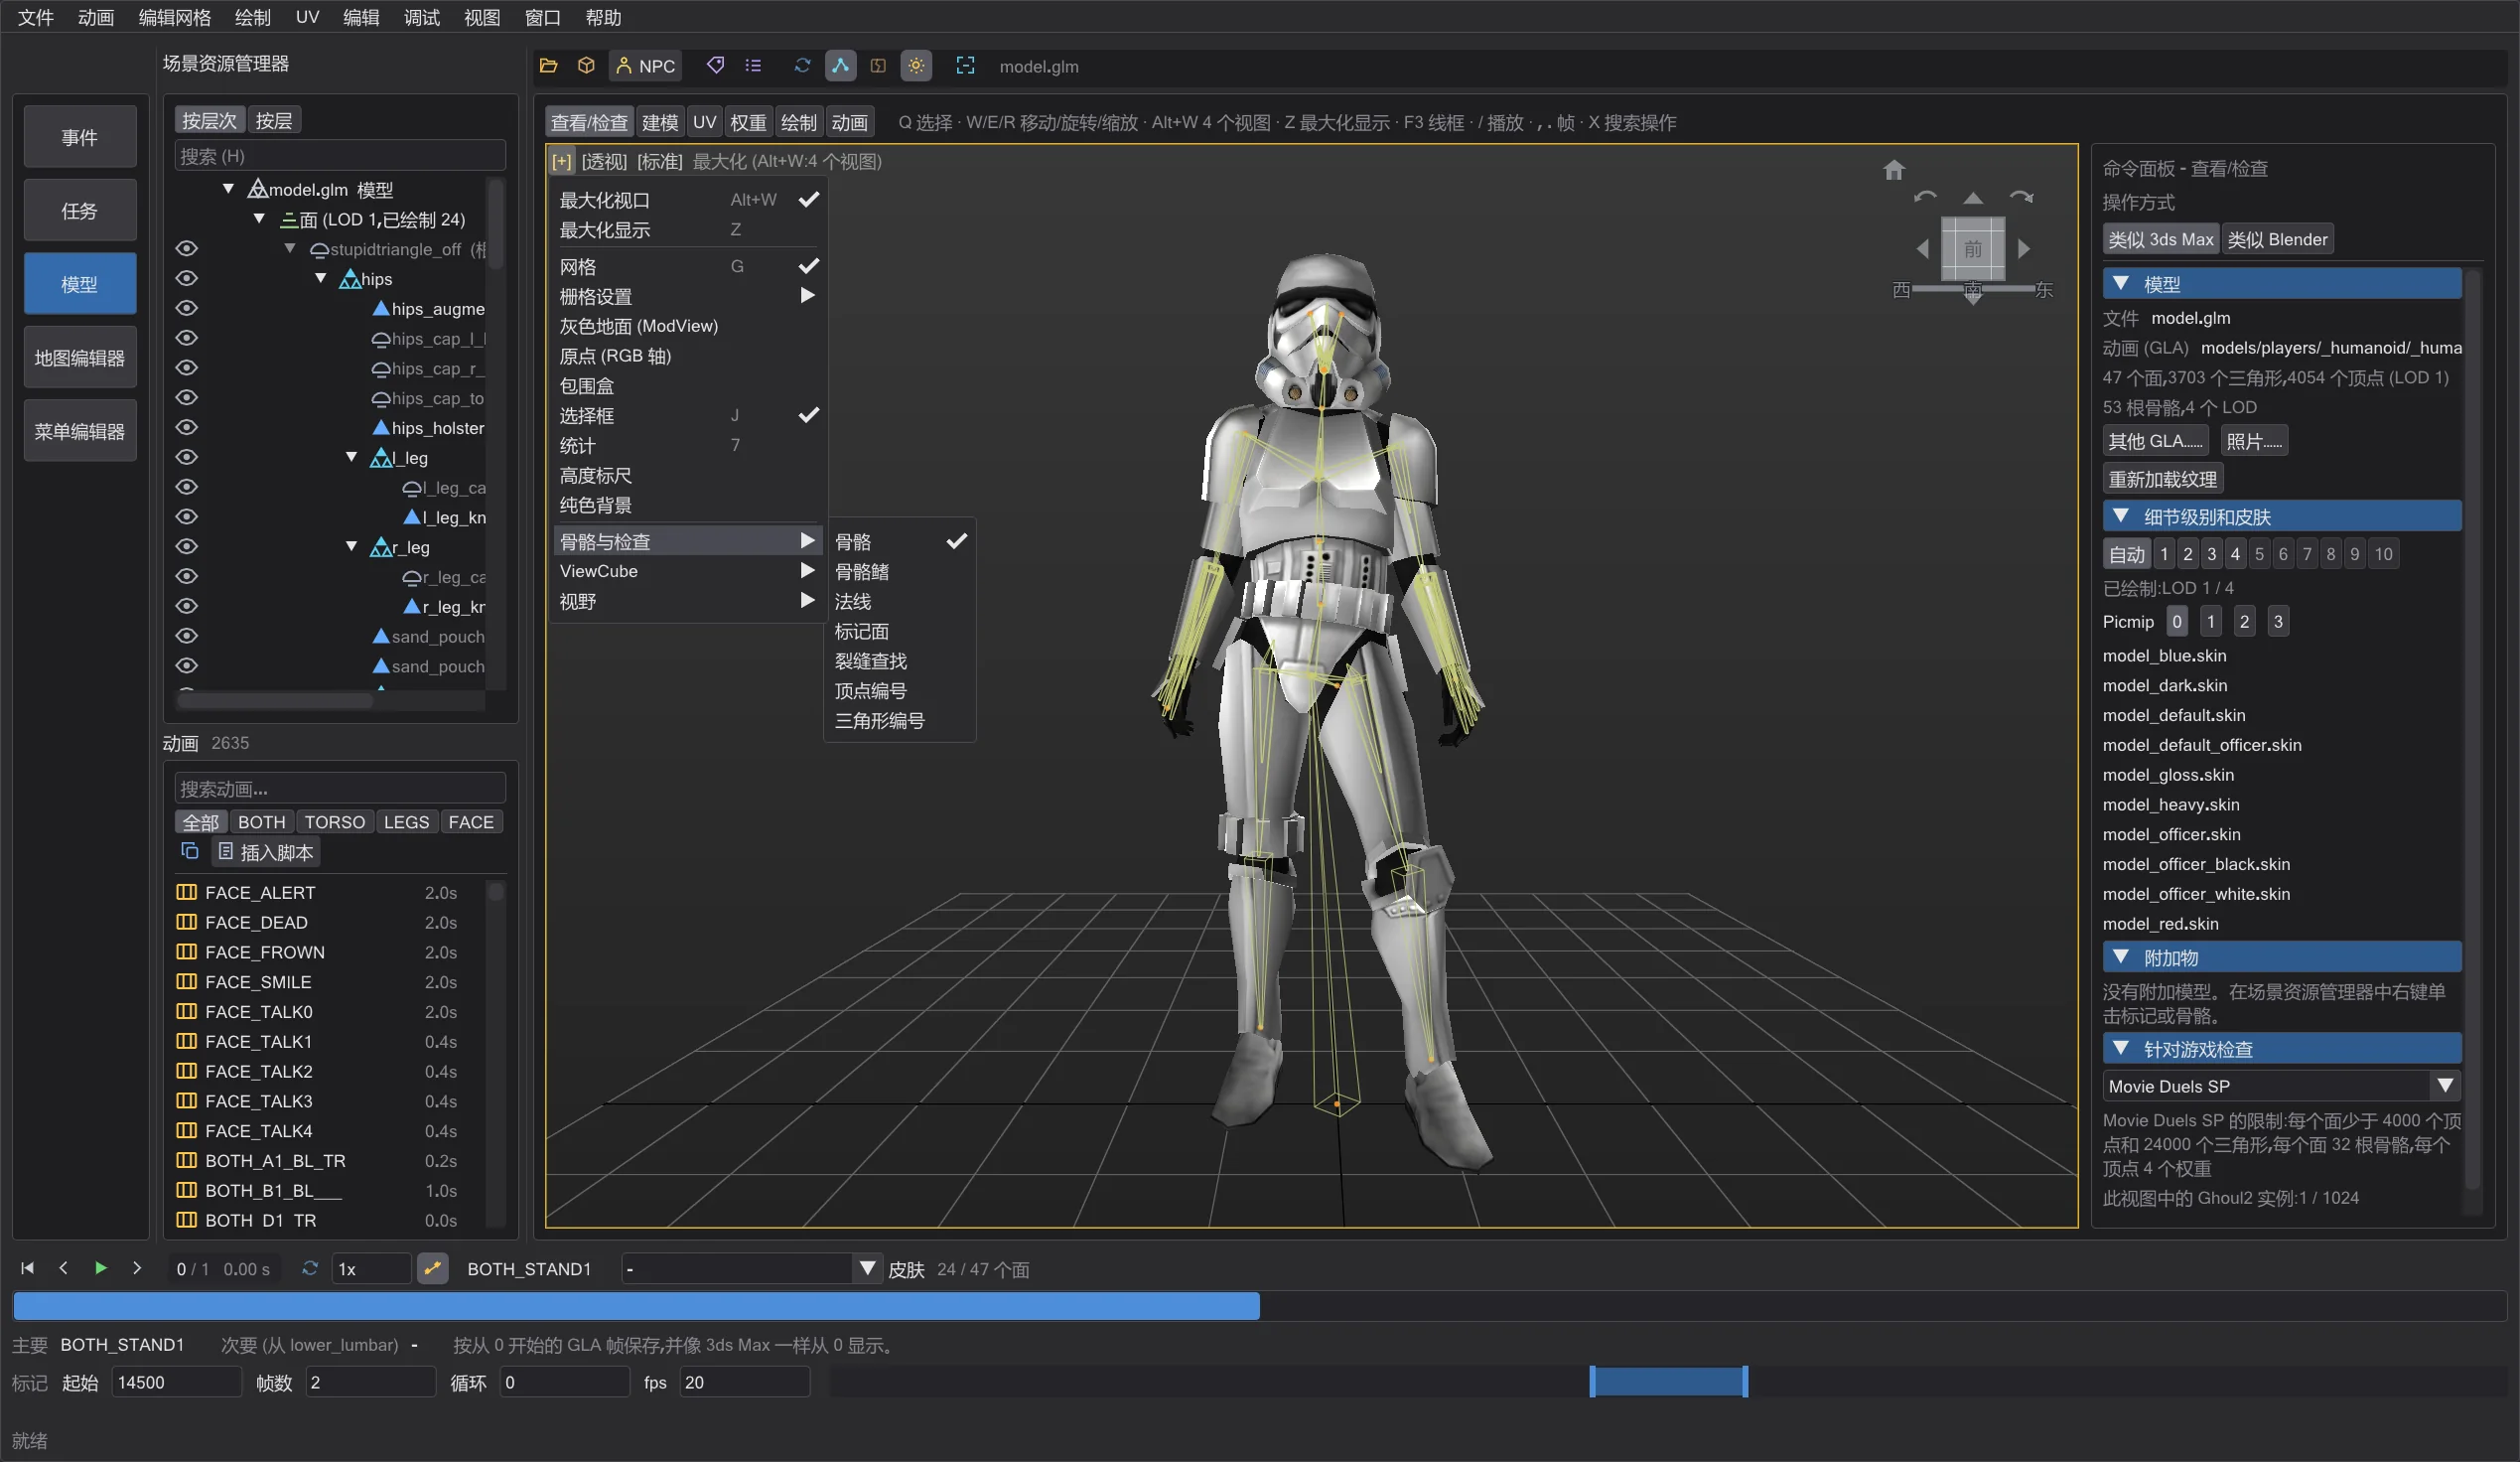 文件 动画 编辑网格 绘制 UV 编辑 调试 视图 窗口 帮助
场景资源管理器
NPC
model.glm
事件
任务
模型
地图编辑器
菜单编辑器
按层次 按层
搜索 (H)
model.glm 模型
面 (LOD 1,已绘制 24)
stupidtriangle_off
hips
hips_augme
hips_cap_l_
hips_cap_r_
hips_cap_to
hips_holster
l_leg
l_leg_ca
l_leg_kn
r_leg
r_leg_ca
r_leg_kn
sand_pouch
sand_pouch
动画 2635
搜索动画...
全部 BOTH TORSO LEGS FACE
插入脚本
FACE_ALERT 2.0s
FACE_DEAD 2.0s
FACE_FROWN 2.0s
FACE_SMILE 2.0s
FACE_TALK0 2.0s
FACE_TALK1 0.4s
FACE_TALK2 0.4s
FACE_TALK3 0.4s
FACE_TALK4 0.4s
BOTH_A1_BL_TR 0.2s
BOTH_B1_BL___ 1.0s
BOTH_D1_TR 0.0s
查看/检查 建模 UV 权重 绘制 动画 Q 选择 · W/E/R 移动/旋转/缩放 · Alt+W 4 个视图 · Z 最大化显示 · F3 线框 · / 播放 · , . 帧 · X 搜索操作
[+] [透视] [标准] 最大化 (Alt+W:4 个视图)
最大化视口 Alt+W
最大化显示 Z
网格 G
栅格设置
灰色地面 (ModView)
原点 (RGB 轴)
包围盒
选择框 J
统计 7
高度标尺
纯色背景
骨骼与检查
ViewCube
视野
骨骼
骨骼鳍
法线
标记面
裂缝查找
顶点编号
三角形编号
前
西 南 东
命令面板 - 查看/检查
操作方式
类似 3ds Max 类似 Blender
模型
文件 model.glm
动画 (GLA) models/players/_humanoid/_huma
47 个面,3703 个三角形,4054 个顶点 (LOD 1)
53 根骨骼,4 个 LOD
其他 GLA...... 照片......
重新加载纹理
细节级别和皮肤
自动 1 2 3 4 5 6 7 8 9 10
已绘制:LOD 1 / 4
Picmip 0 1 2 3
model_blue.skin
model_dark.skin
model_default.skin
model_default_officer.skin
model_gloss.skin
model_heavy.skin
model_officer.skin
model_officer_black.skin
model_officer_white.skin
model_red.skin
附加物
没有附加模型。在场景资源管理器中右键单
击标记或骨骼。
针对游戏检查
Movie Duels SP
Movie Duels SP 的限制:每个面少于 4000 个顶
点和 24000 个三角形,每个面 32 根骨骼,每个
顶点 4 个权重
此视图中的 Ghoul2 实例:1 / 1024
0 / 1 0.00 s 1x BOTH_STAND1 - 皮肤 24 / 47 个面
主要 BOTH_STAND1 次要 (从 lower_lumbar) - 按从 0 开始的 GLA 帧保存,并像 3ds Max 一样从 0 显示。
标记 起始 14500 帧数 2 循环 0 fps 20
就绪